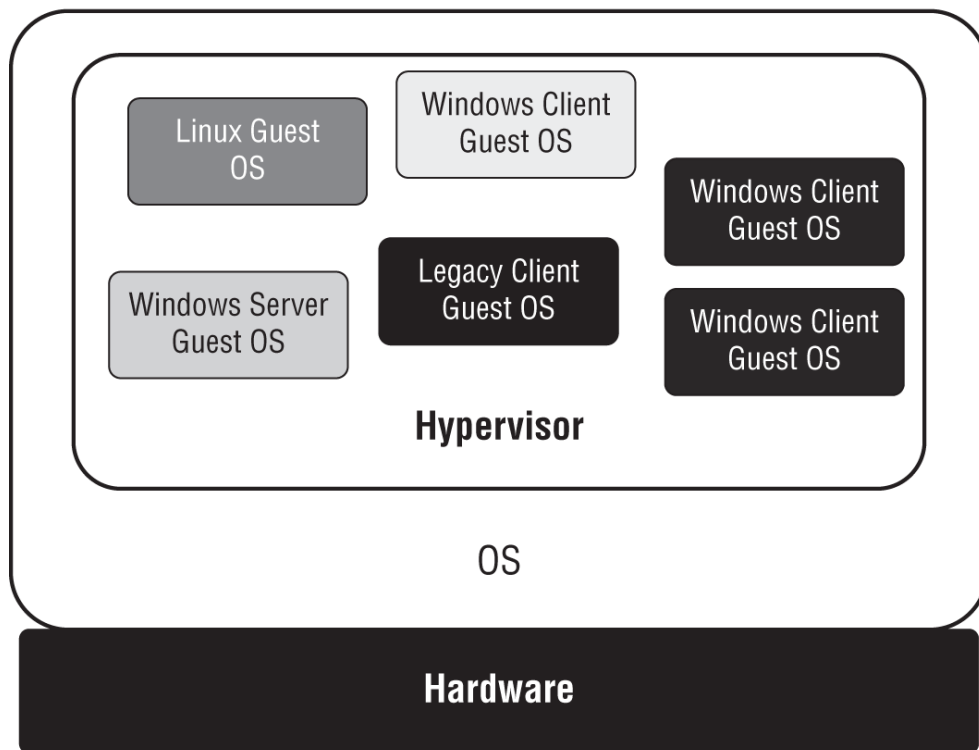 Linux Guest
OS
Windows Client
Guest OS
Windows Client
Guest OS
Windows Server
Guest OS
Legacy Client
Guest OS
Windows Client
Guest OS
Hypervisor
OS
Hardware